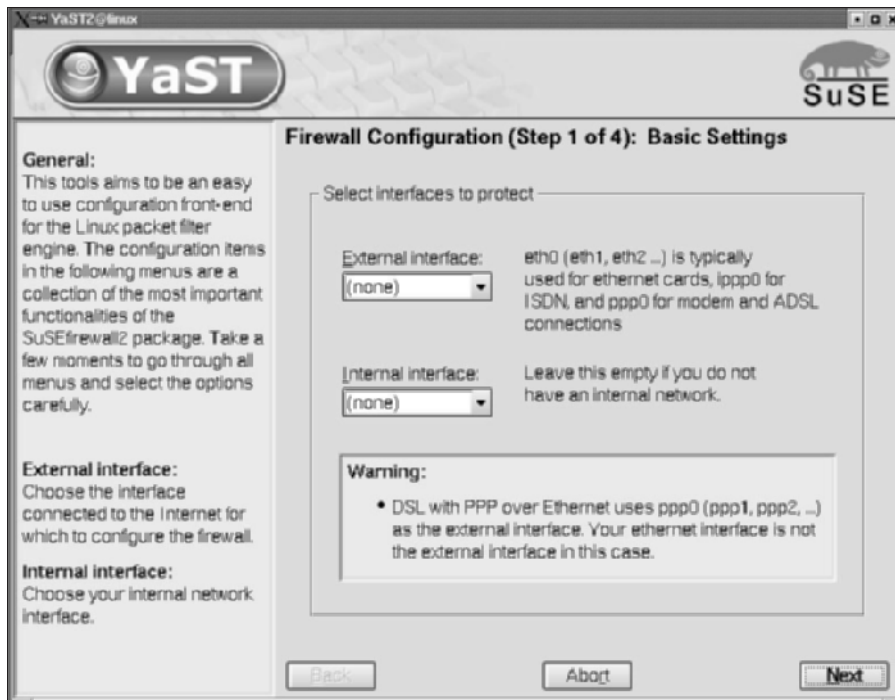 YaST2@linux
YaST
SuSE
General:
This tools aims to be an easy
to use configuration front-end
for the Linux packet filter
engine. The configuration items
in the following menus are a
collection of the most important
functionalities of the
SuSEfirewall2 package. Take a
few moments to go through all
menus and select the options
carefully.
External interface:
Choose the interface
connected to the Internet for
which to configure the firewall.
Internal interface:
Choose your internal network
interface.
Firewall Configuration (Step 1 of 4): Basic Settings
Select interfaces to protect
External interface:
(none)
eth0 (eth1, eth2 ...) is typically
used for ethernet cards, ippp0 for
ISDN, and ppp0 for modem and ADSL
connections
Internal interface:
(none)
Leave this empty if you do not
have an internal network.
Warning:
• DSL with PPP over Ethernet uses ppp0 (ppp1, ppp2, ...)
as the external interface. Your ethernet interface is not
the external interface in this case.
Back
Abort
Next